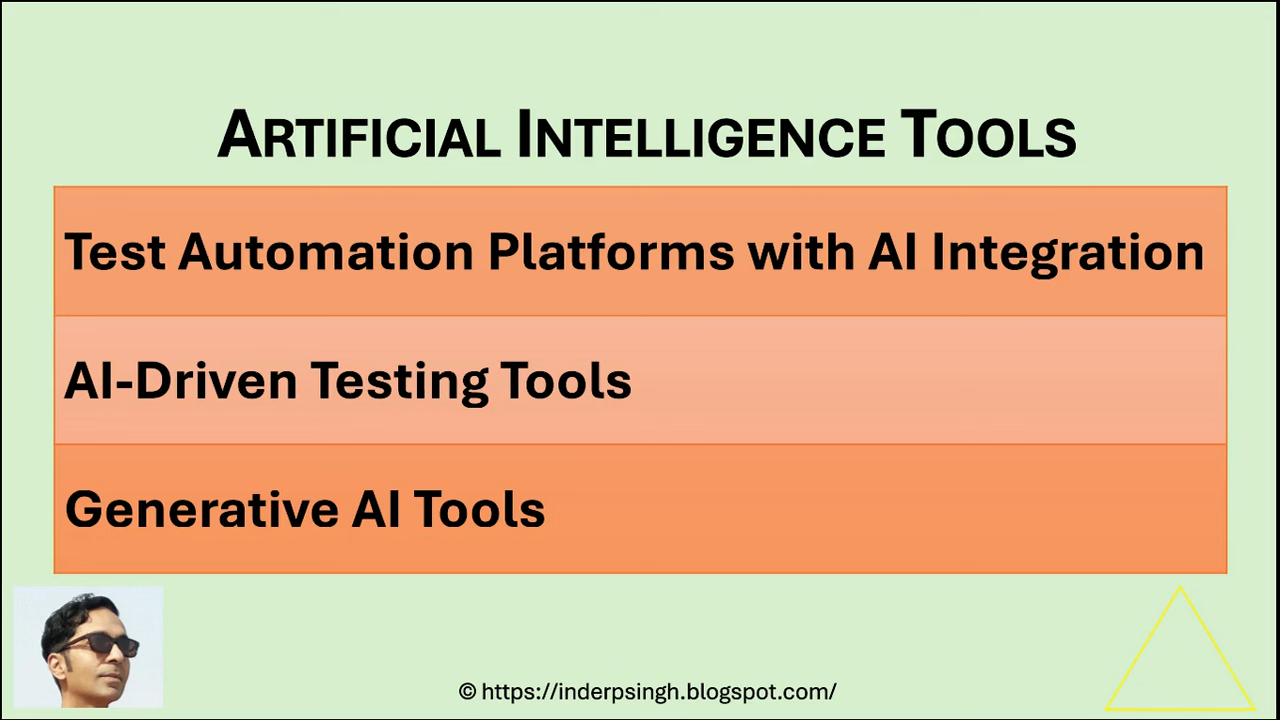 ARTIFICIAL INTELLIGENCE TOOLS
Test Automation Platforms with AI Integration
AI-Driven Testing Tools
Generative AI Tools
© https://inderpsingh.blogspot.com/